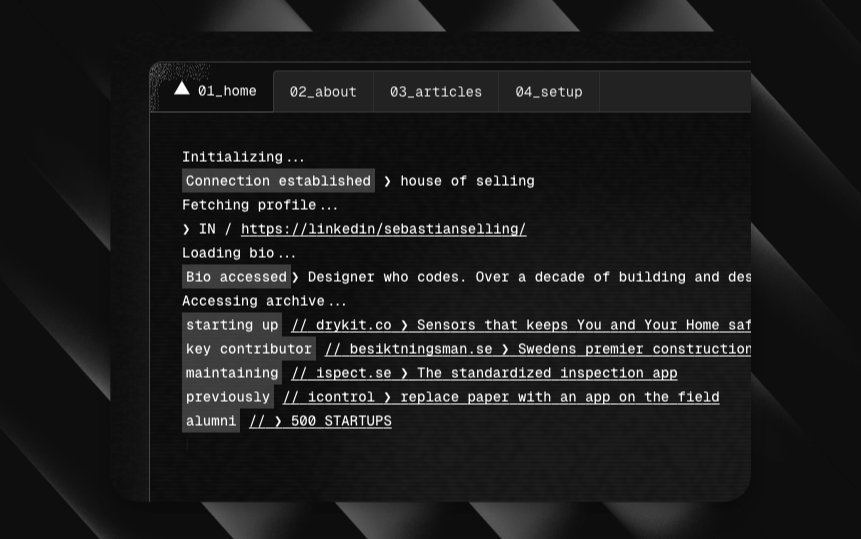 01_home 02_about 03_articles 04_setup
Initializing...
Connection established ❯ house of selling
Fetching profile...
❯ IN / https://linkedin/sebastianselling/
Loading bio...
Bio accessed❯ Designer who codes. Over a decade of building and des
Accessing archive...
starting up // drykit.co ❯ Sensors that keeps You and Your Home saf
key contributor // besiktningsman.se ❯ Swedens premier construction
maintaining // ispect.se ❯ The standardized inspection app
previously // icontrol ❯ replace paper with an app on the field
alumni // ❯ 500 STARTUPS